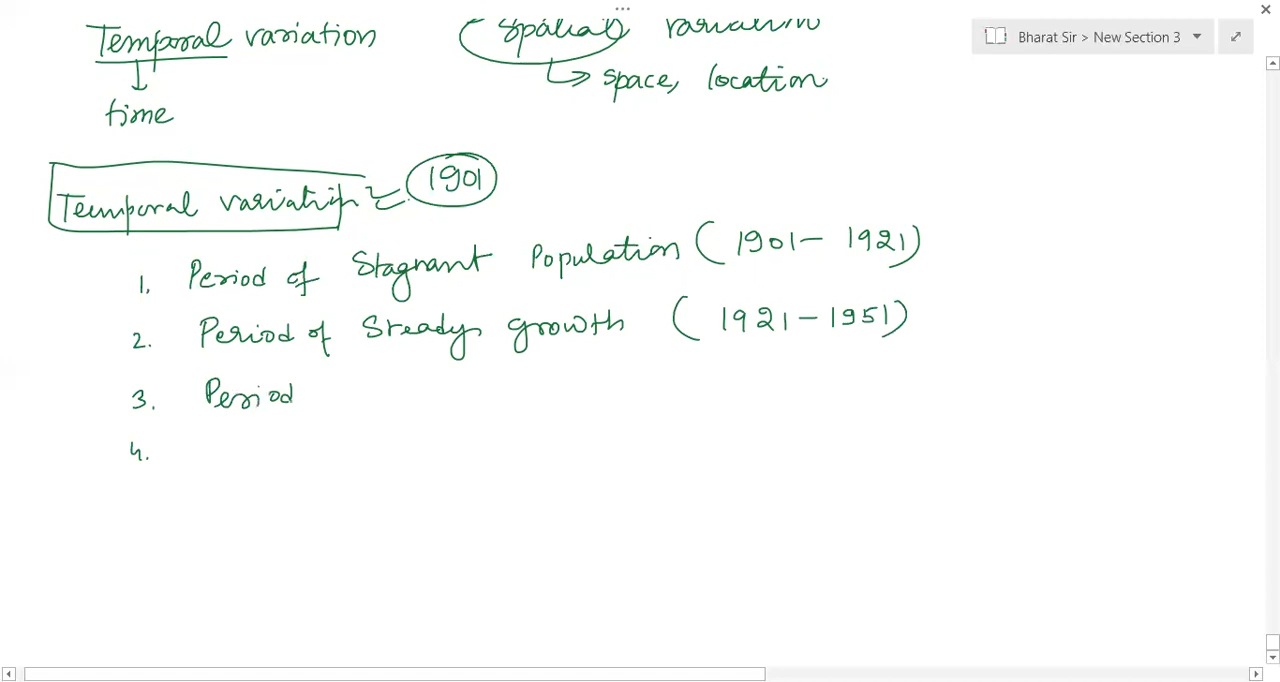 Bharat Sir > New Section 3
Temporal variation spatial variation
space, location
time
Temporal variation 1901
1. Period of Stagnant Population (1901 - 1921)
2. Period of Steady growth (1921 - 1951)
3. Period
4.